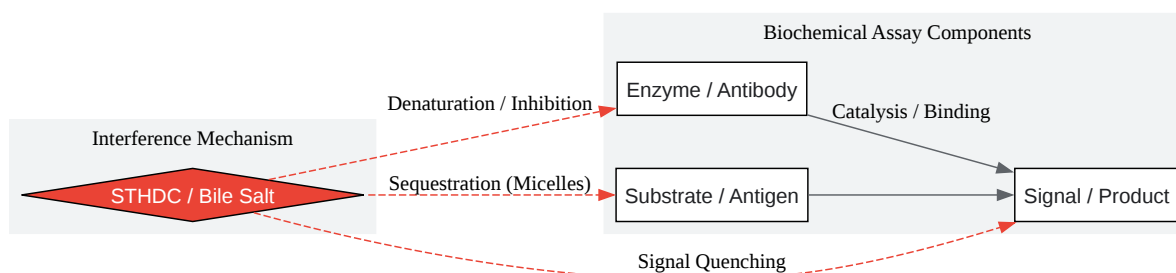 Biochemical Assay Components
Enzyme / Antibody
Denaturation / Inhibition
Catalysis / Binding
Interference Mechanism
STHDC / Bile Salt
Sequestration (Micelles)
Substrate / Antigen
Signal / Product
Signal Quenching